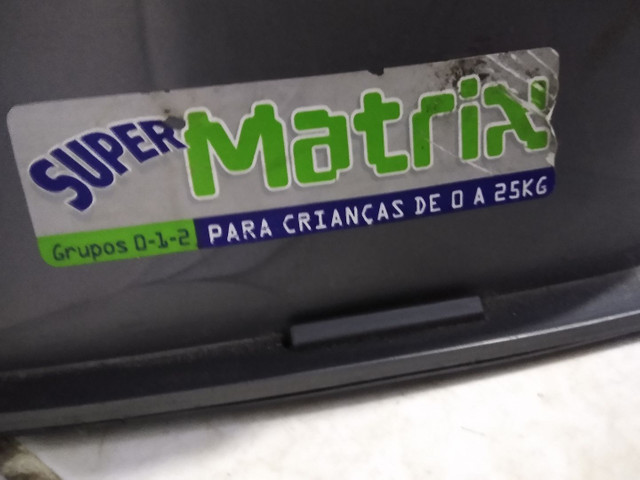 SUPER Matrix
Grupos 0-1-2 PARA CRIANÇAS DE 0 A 25KG